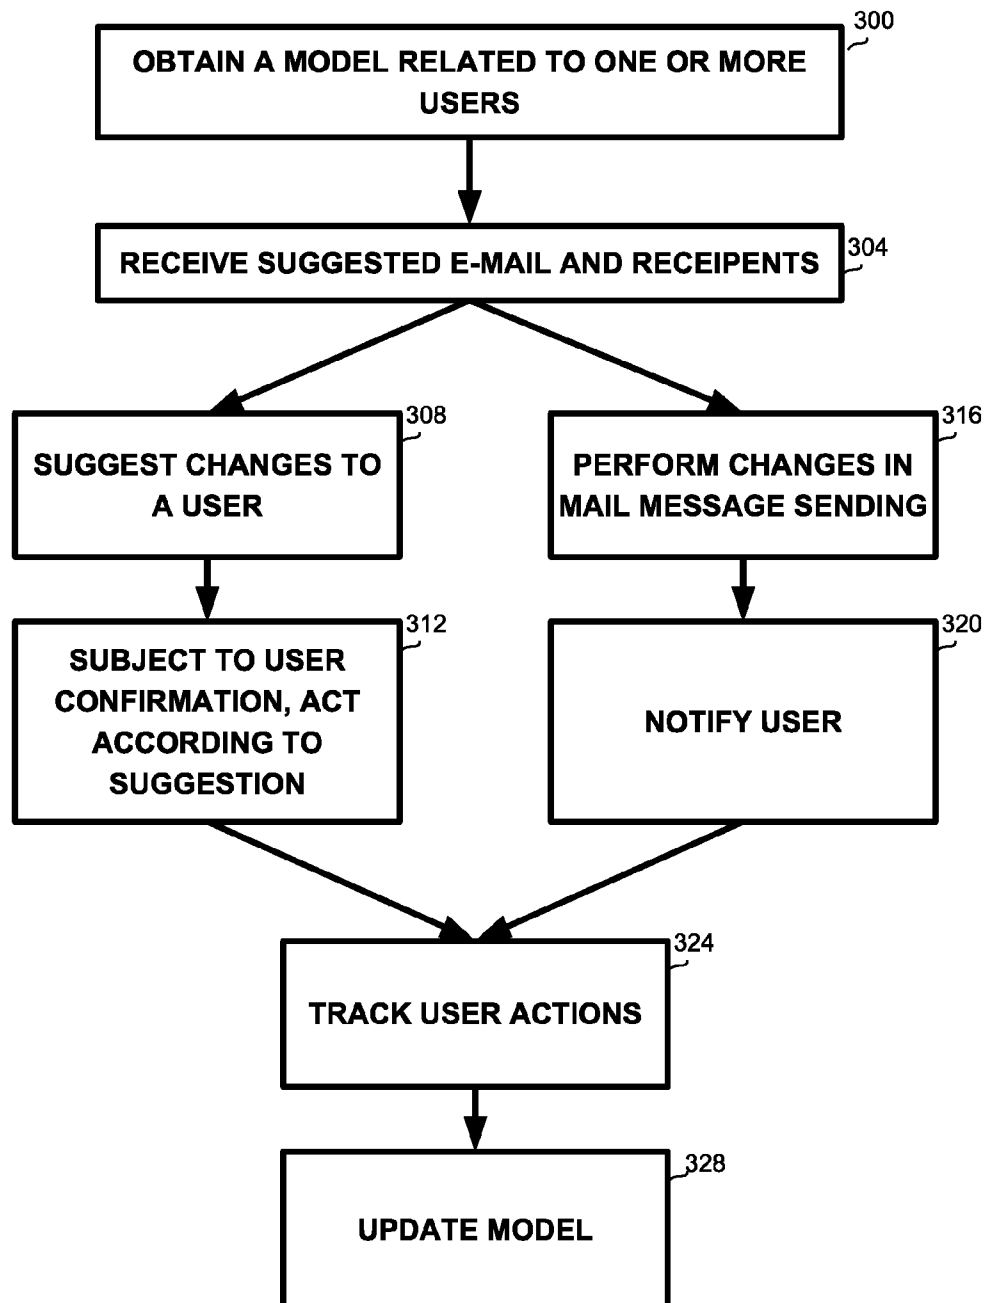 300
OBTAIN A MODEL RELATED TO ONE OR MORE
USERS
304
RECEIVE SUGGESTED E-MAIL AND RECEIPENTS
308
SUGGEST CHANGES TO
A USER
316
PERFORM CHANGES IN
MAIL MESSAGE SENDING
312
SUBJECT TO USER
CONFIRMATION, ACT
ACCORDING TO
SUGGESTION
320
NOTIFY USER
324
TRACK USER ACTIONS
328
UPDATE MODEL